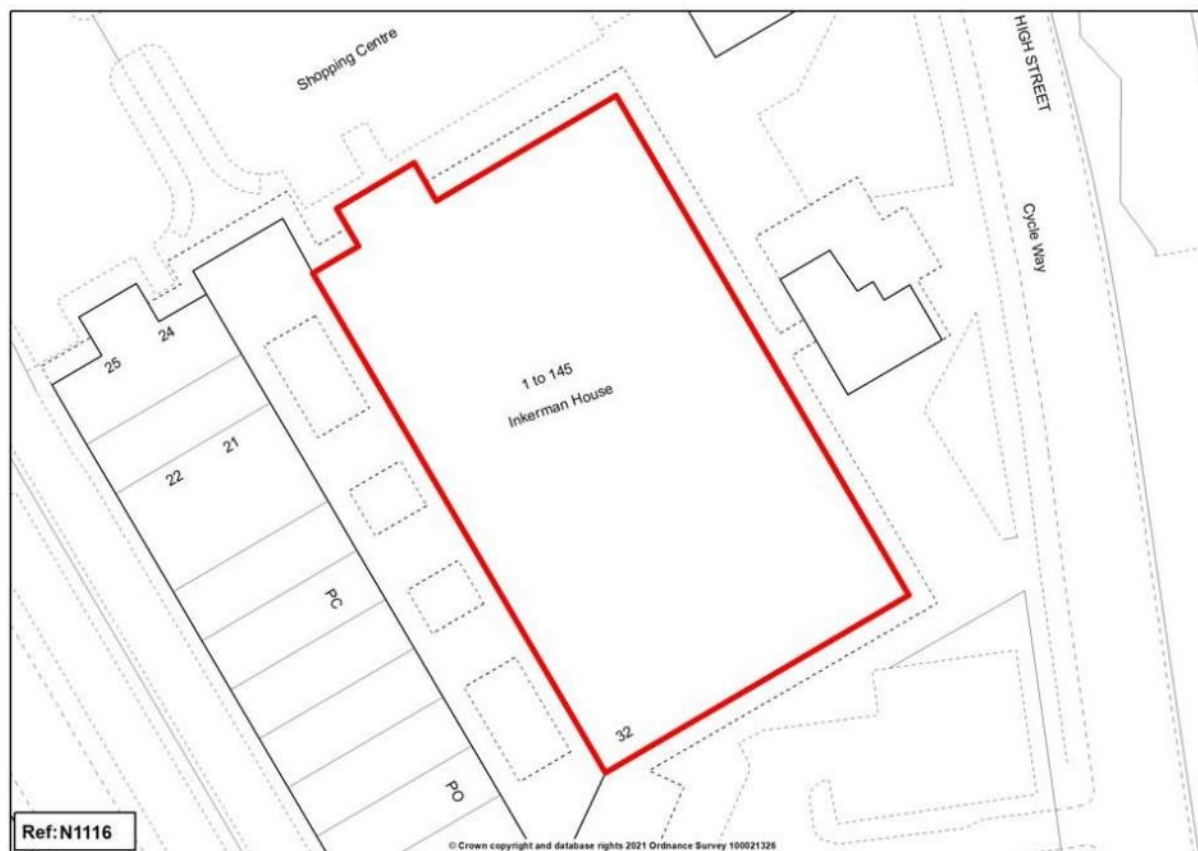 Shopping Centre
HIGH STREET
Cycle Way
24
25
1 to 145
Inkerman House
21
22
PC
32
PO
Ref:N1116
© Crown copyright and database rights 2021 Ordnance Survey 100021326